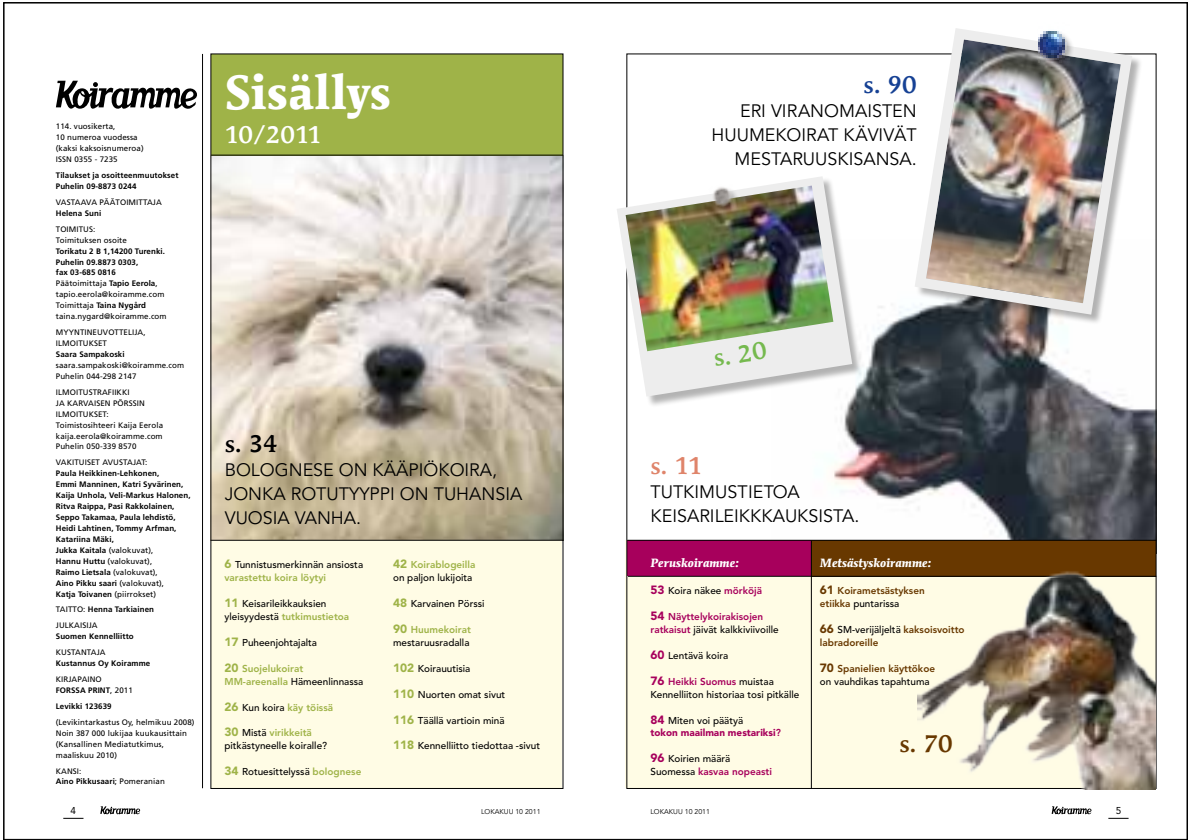 Koiramme
114. vuosikerta,
10 numeroa vuodessa
(kaksi kaksoisnumeroa)
ISSN 0355 - 7235
Tilaukset ja osoitteenmuutokset
Puhelin 09-8873 0244
VASTAAVA PÄÄTOIMITTAJA
Helena Suni
TOIMITUS:
Toimituksen osoite
Torikatu 2 B 1,14200 Turenki.
Puhelin 09.8873 0303,
fax 03-685 0816
Päätoimittaja Tapio Eerola,
tapio.eerola@koiramme.com
Toimittaja Taina Nygård
taina.nygard@koiramme.com
MYYNTINEUVOTTELIJA,
ILMOITUKSET
Saara Sampakoski
saara.sampakoski@koiramme.com
Puhelin 044-298 2147
ILMOITUSTRAFIIKKI
JA KARVAISEN PÖRSSIN
ILMOITUKSET:
Toimistosihteeri Kaija Eerola
kaija.eerola@koiramme.com
Puhelin 050-339 8570
VAKITUISET AVUSTAJAT:
Paula Heikkinen-Lehkonen,
Emmi Manninen, Katri Syvärinen,
Kaija Unhola, Veli-Markus Halonen,
Ritva Raippa, Pasi Rakkolainen,
Seppo Takamaa, Paula lehdistö,
Heidi Lahtinen, Tommy Arfman,
Katariina Mäki,
Jukka Kaitala (valokuvat),
Hannu Huttu (valokuvat),
Raimo Lietsala (valokuvat),
Aino Pikku saari (valokuvat),
Katja Toivanen (piirrokset)
TAITTO: Henna Tarkiainen
JULKAISIJA
Suomen Kennelliitto
KUSTANTAJA
Kustannus Oy Koiramme
KIRJAPAINO
FORSSA PRINT, 2011
Levikki 123639
(Levikintarkastus Oy, helmikuu 2008)
Noin 387 000 lukijaa kuukausittain
(Kansallinen Mediatutkimus,
maaliskuu 2010)
KANSI:
Aino Pikkusaari; Pomeranian
Sisällys
10/2011
s. 34
BOLOGNESE ON KÄÄPIÖKOIRA,
JONKA ROTUTYYPPI ON TUHANSIA
VUOSIA VANHA.
6 Tunnistusmerkinnän ansiosta
varastettu koira löytyi
11 Keisarileikkauksien
yleisyydestä tutkimustietoa
17 Puheenjohtajalta
20 Suojelukoirat
MM-areenalla Hämeenlinnassa
26 Kun koira käy töissä
30 Mistä virikkeitä
pitkästyneelle koiralle?
34 Rotuesittelyssä bolognese
42 Koirablogeilla
on paljon lukijoita
48 Karvainen Pörssi
90 Huumekoirat
mestaruusradalla
102 Koirauutisia
110 Nuorten omat sivut
116 Täällä vartioin minä
118 Kennelliitto tiedottaa -sivut
4 Koiramme
LOKAKUU 10 2011
s. 90
ERI VIRANOMAISTEN
HUUMEKOIRAT KÄVIVÄT
MESTARUUSKISANSA.
s. 20
s. 11
TUTKIMUSTIETOA
KEISARILEIKKKAUKSISTA.
Peruskoiramme:
53 Koira näkee mörköjä
54 Näyttelykoirakisojen
ratkaisut jäivät kalkkiviivoille
60 Lentävä koira
76 Heikki Suomus muistaa
Kennelliiton historiaa tosi pitkälle
84 Miten voi päätyä
tokon maailman mestariksi?
96 Koirien määrä
Suomessa kasvaa nopeasti
Metsästyskoiramme:
61 Koirametsästyksen
etiikka puntarissa
66 SM-verijäljeltä kaksoisvoitto
labradoreille
70 Spanielien käyttökoe
on vauhdikas tapahtuma
s. 70
LOKAKUU 10 2011
Koiramme 5